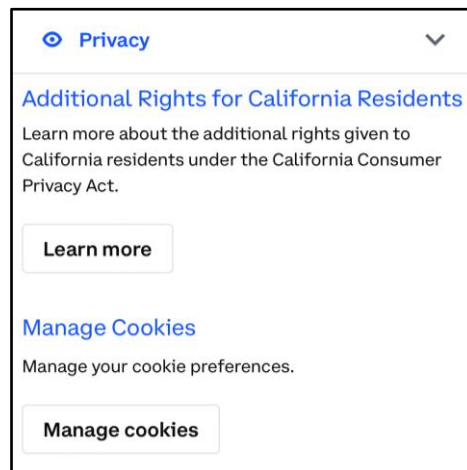 Privacy
Additional Rights for California Residents
Learn more about the additional rights given to
California residents under the California Consumer
Privacy Act.
Learn more
Manage Cookies
Manage your cookie preferences.
Manage cookies